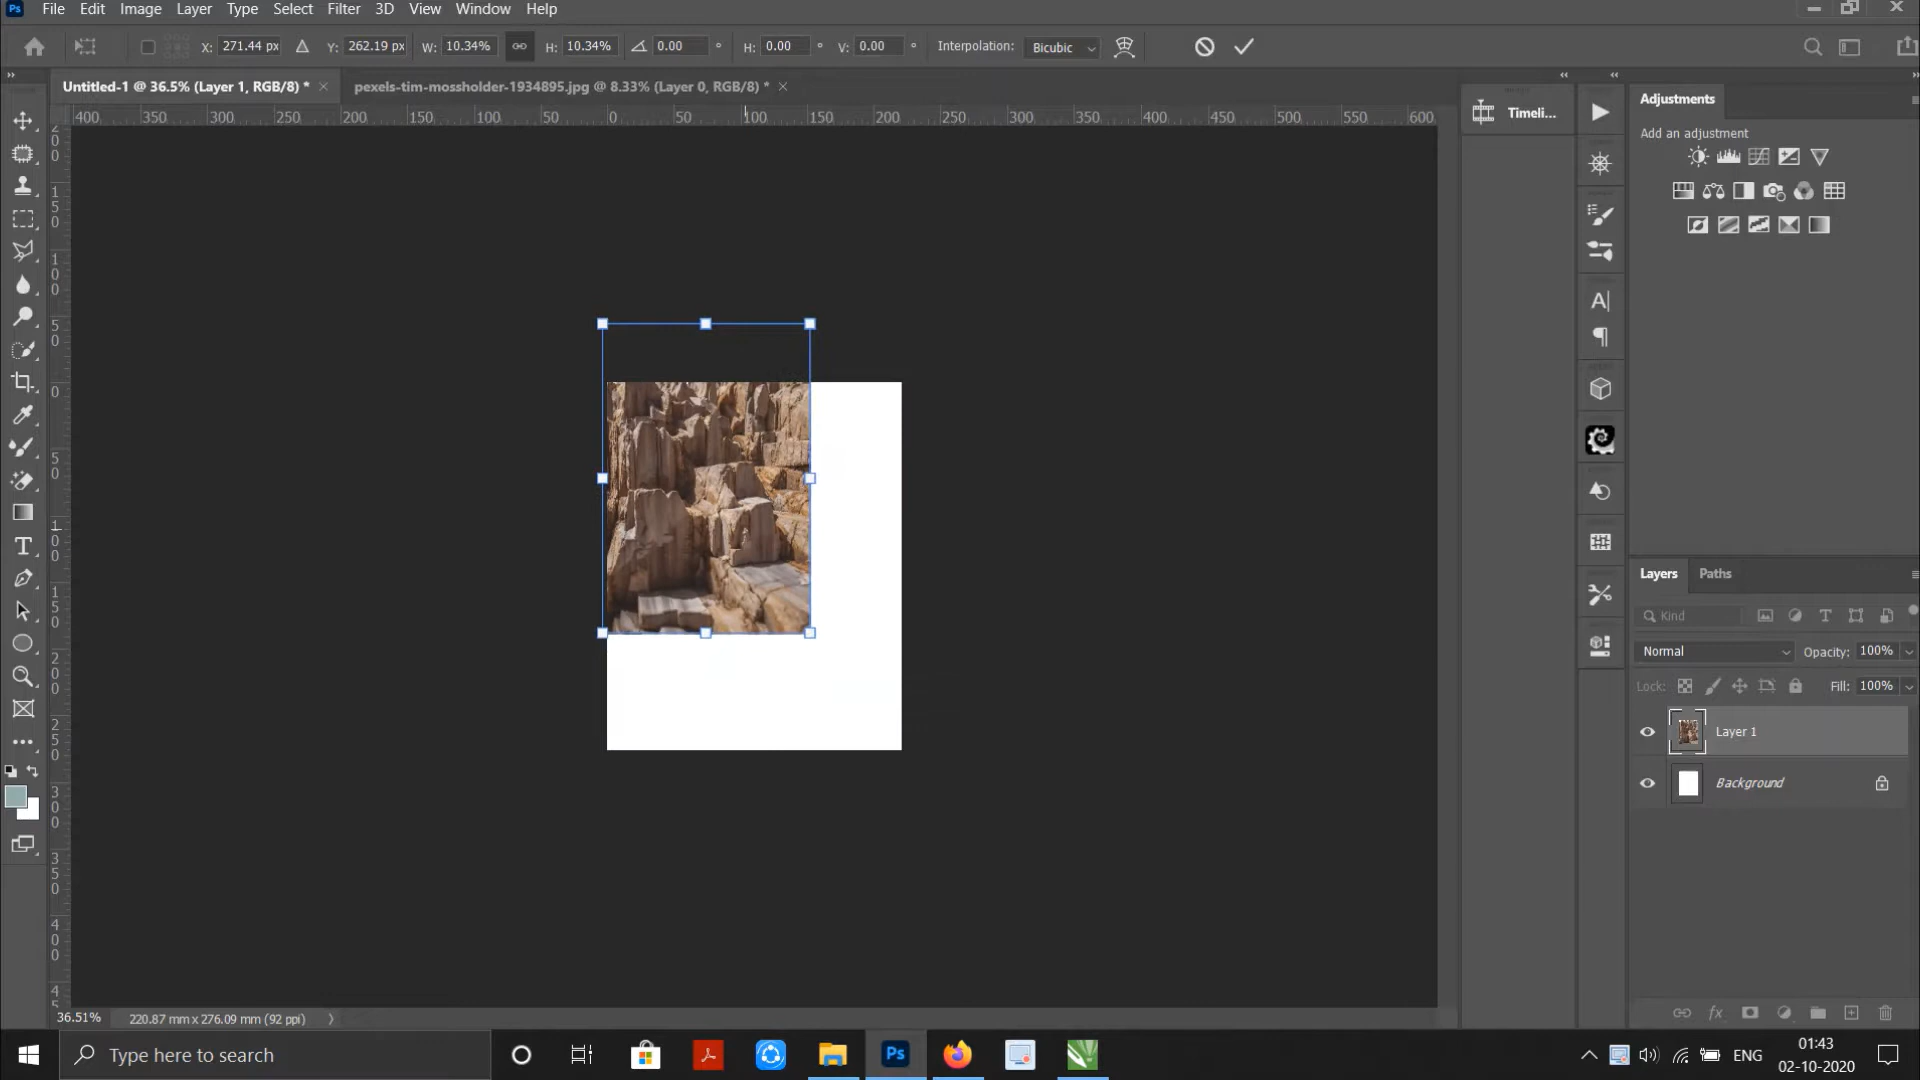 Ps File Edit Image Layer Type Select Filter 3D View Window Help
X: 271.44 px Y: 262.19 px W: 10.34% H: 10.34% 0.00 ° H: 0.00 ° V: 0.00 ° Interpolation: Bicubic
Untitled-1 @ 36.5% (Layer 1, RGB/8) * × pexels-tim-mossholder-1934895.jpg @ 8.33% (Layer 0, RGB/8) * ×
400 350 300 250 200 150 100 50 0 50 100 150 200 250 300 350 400 450 500 550 600
Timeli...
Adjustments
Add an adjustment
Layers Paths
Kind
Normal Opacity: 100%
Lock: Fill: 100%
Layer 1
Background
36.51% 220.87 mm x 276.09 mm (92 ppi)
Type here to search
Ps
ENG
01:43
02-10-2020